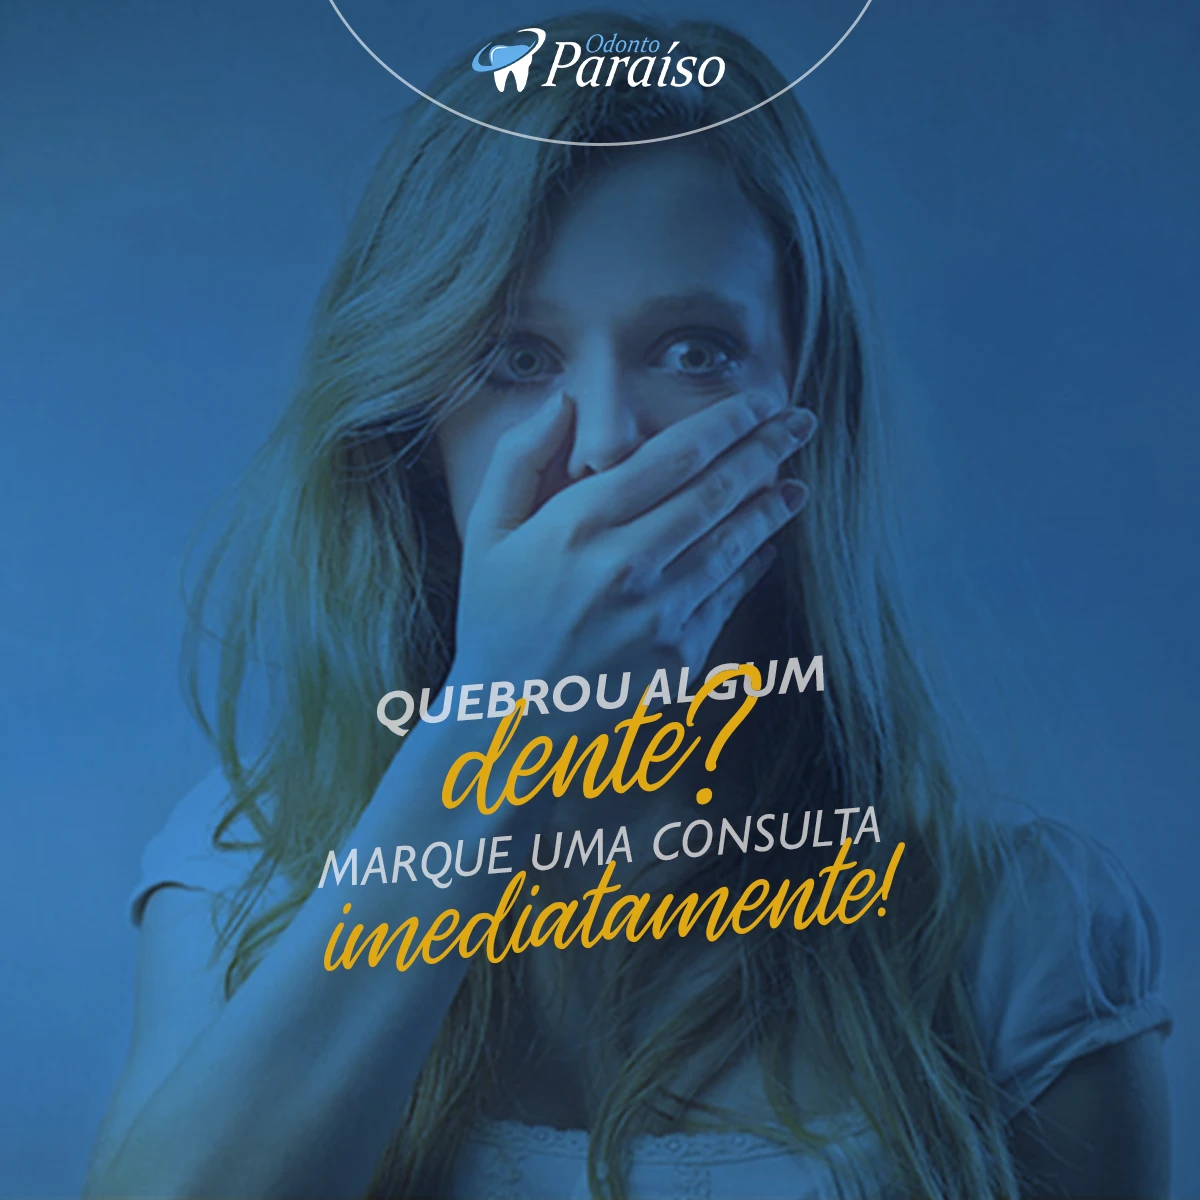 Odonto
Paraíso
QUEBROU ALGUM
dente?
MARQUE UMA CONSULTA
imediatamente!